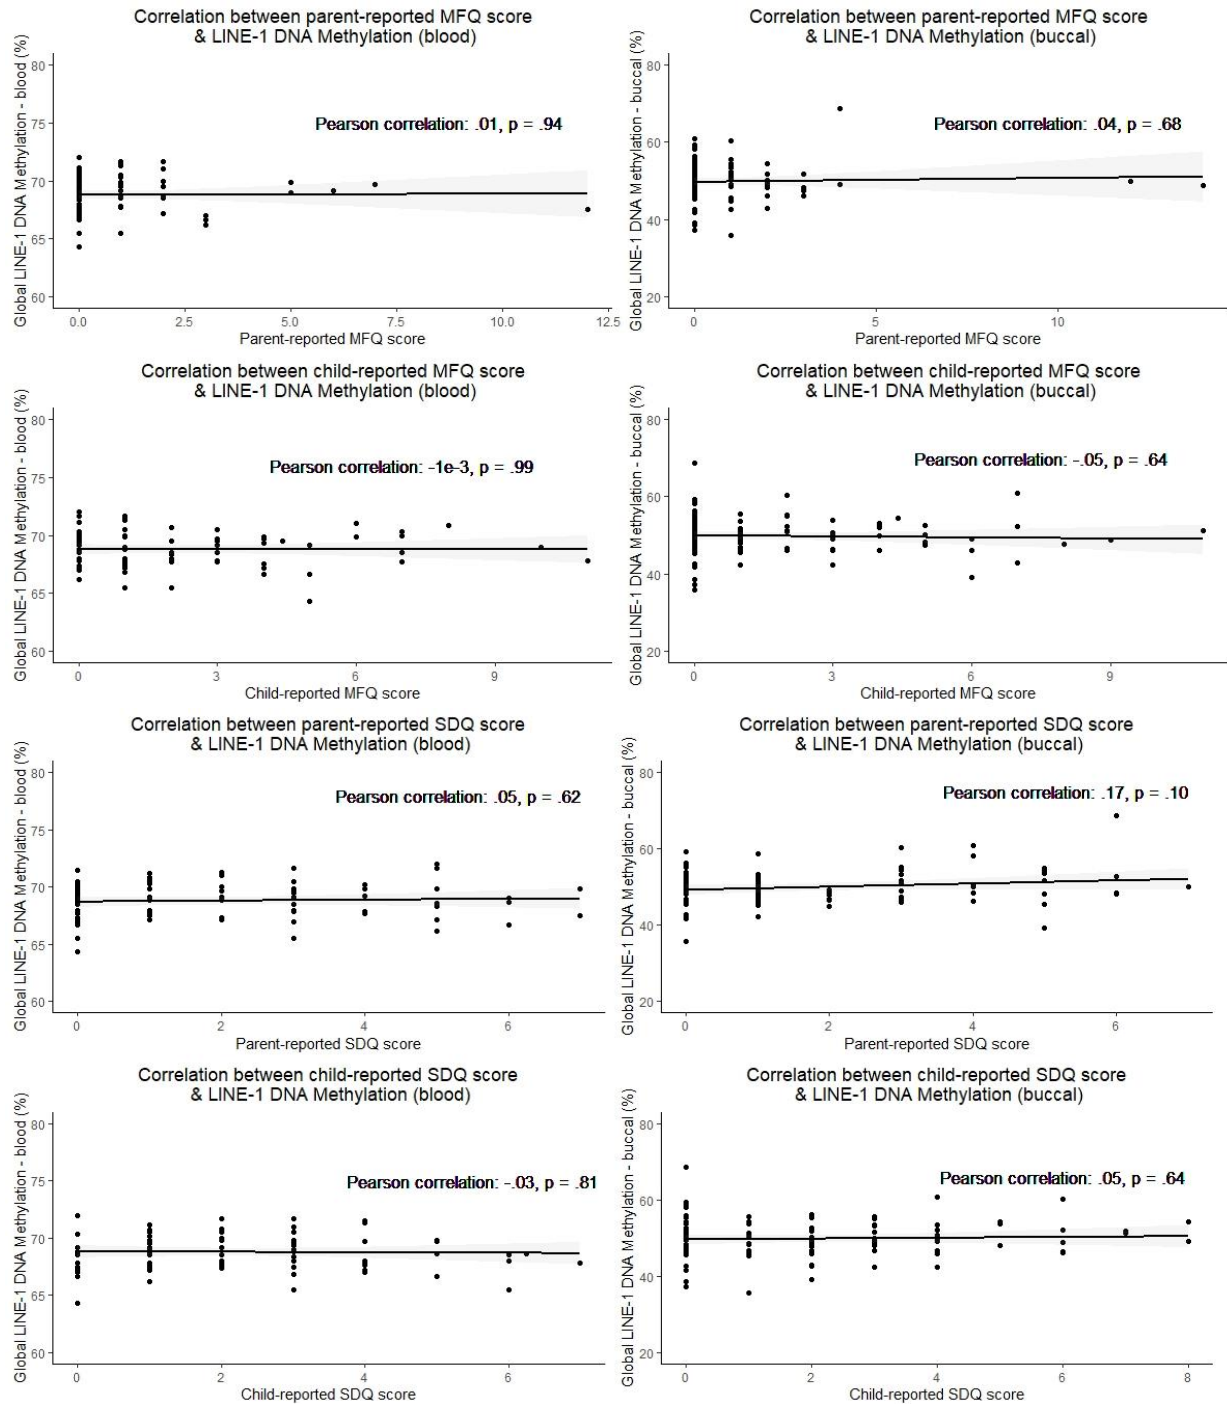 Correlation between parent-reported MFQ score
& LINE-1 DNA Methylation (blood)
Global LINE-1 DNA Methylation - blood (%)
80
75
70
65
60
Pearson correlation: .01, p = .94
0.0 2.5 5.0 7.5 10.0 12.5
Parent-reported MFQ score
Correlation between parent-reported MFQ score
& LINE-1 DNA Methylation (buccal)
Global LINE-1 DNA Methylation - buccal (%)
80
60
40
20
Pearson correlation: .04, p = .68
0 5 10
Parent-reported MFQ score
Correlation between child-reported MFQ score
& LINE-1 DNA Methylation (blood)
Global LINE-1 DNA Methylation - blood (%)
80
75
70
65
60
Pearson correlation: -1e-3, p = .99
0 3 6 9
Child-reported MFQ score
Correlation between child-reported MFQ score
& LINE-1 DNA Methylation (buccal)
Global LINE-1 DNA Methylation - buccal (%)
80
60
40
20
Pearson correlation: -.05, p = .64
0 3 6 9
Child-reported MFQ score
Correlation between parent-reported SDQ score
& LINE-1 DNA Methylation (blood)
Global LINE-1 DNA Methylation - blood (%)
80
75
70
65
60
Pearson correlation: .05, p = .62
0 2 4 6
Parent-reported SDQ score
Correlation between parent-reported SDQ score
& LINE-1 DNA Methylation (buccal)
Global LINE-1 DNA Methylation - buccal (%)
80
60
40
20
Pearson correlation: .17, p = .10
0 2 4 6
Parent-reported SDQ score
Correlation between child-reported SDQ score
& LINE-1 DNA Methylation (blood)
Global LINE-1 DNA Methylation - blood (%)
80
75
70
65
60
Pearson correlation: -.03, p = .81
0 2 4 6
Child-reported SDQ score
Correlation between child-reported SDQ score
& LINE-1 DNA Methylation (buccal)
Global LINE-1 DNA Methylation - buccal (%)
80
60
40
20
Pearson correlation: .05, p = .64
0 2 4 6 8
Child-reported SDQ score